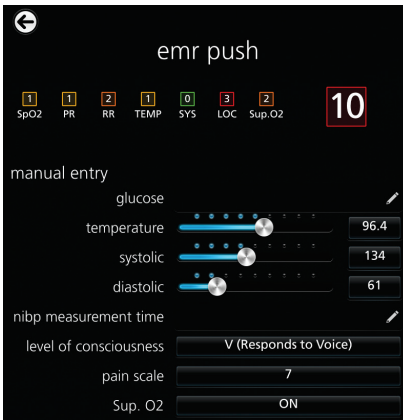 emr push
1 1 2 1 0 3 2 10
SpO2 PR RR TEMP SYS LOC Sup.O2
manual entry
glucose
temperature 96.4
systolic 134
diastolic 61
nibp measurement time
level of consciousness V (Responds to Voice)
pain scale 7
Sup. O2 ON